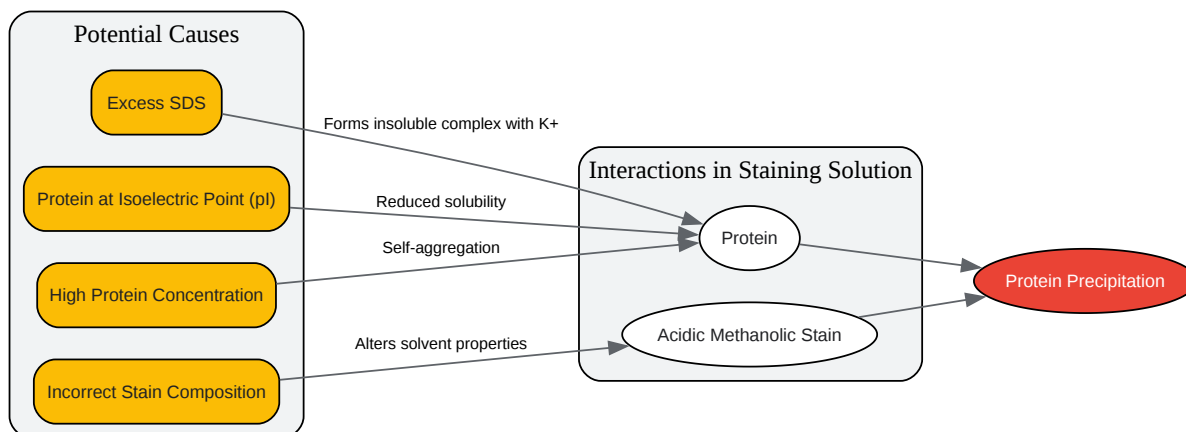 Potential Causes
Excess SDS
Protein at Isoelectric Point (pI)
High Protein Concentration
Incorrect Stain Composition
Forms insoluble complex with K+
Reduced solubility
Self-aggregation
Alters solvent properties
Interactions in Staining Solution
Protein
Acidic Methanolic Stain
Protein Precipitation